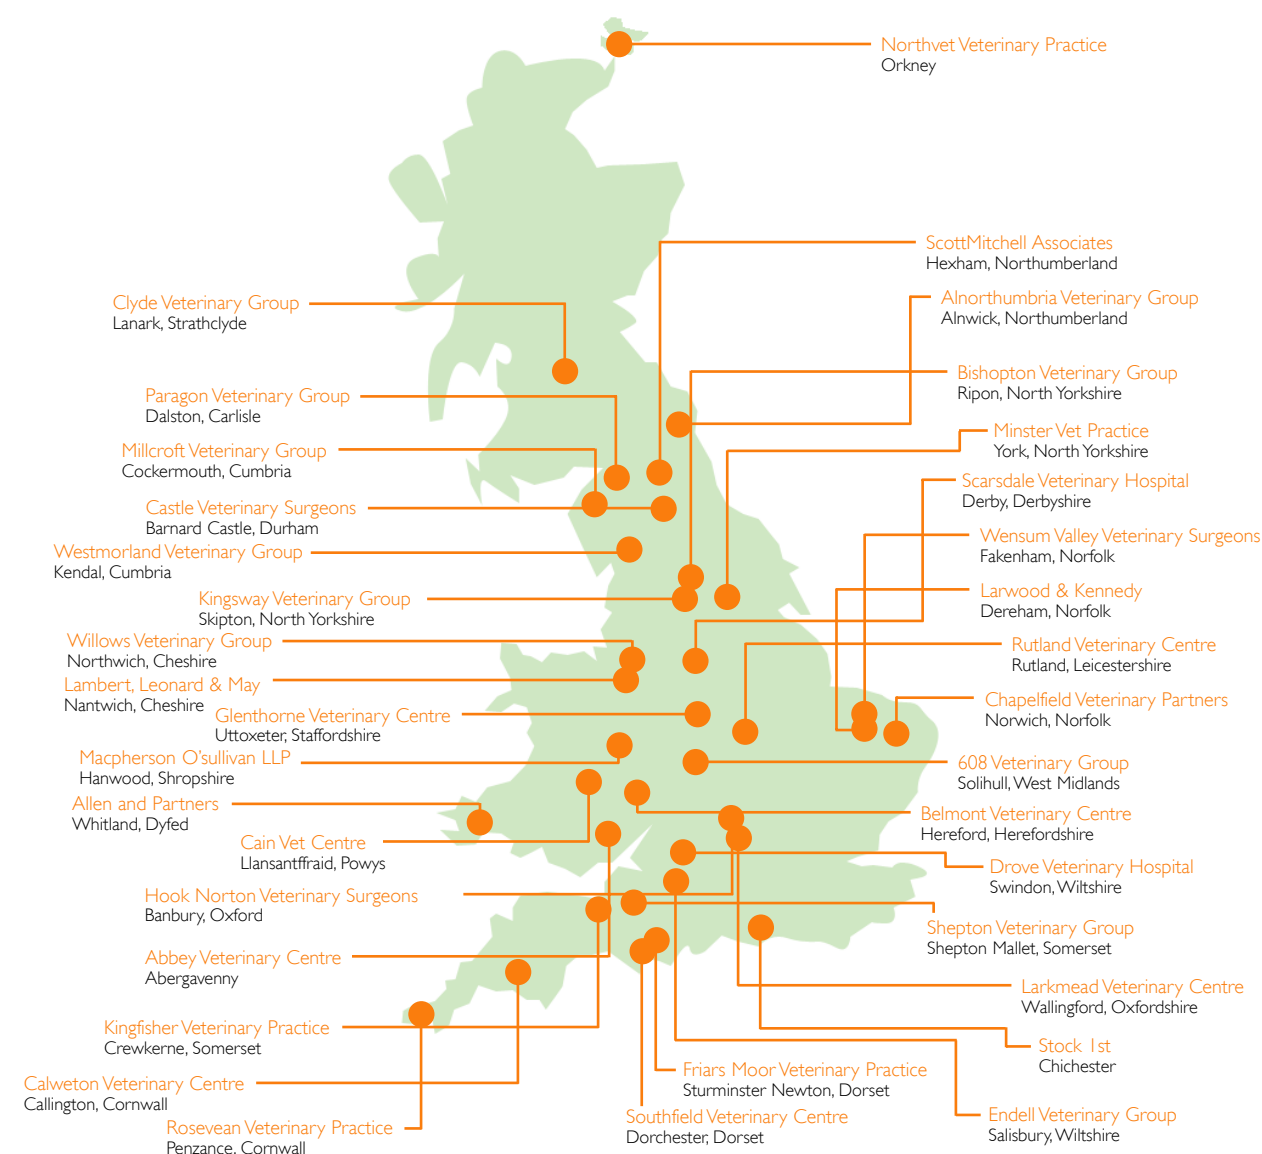 Northvet Veterinary Practice
Orkney
ScottMitchell Associates
Hexham, Northumberland
Clyde Veterinary Group
Lanark, Strathclyde
Alnorthumbria Veterinary Group
Alnwick, Northumberland
Bishopton Veterinary Group
Ripon, North Yorkshire
Paragon Veterinary Group
Dalston, Carlisle
Minster Vet Practice
York, North Yorkshire
Millcroft Veterinary Group
Cockermouth, Cumbria
Scarsdale Veterinary Hospital
Derby, Derbyshire
Castle Veterinary Surgeons
Barnard Castle, Durham
Wensum Valley Veterinary Surgeons
Fakenham, Norfolk
Westmorland Veterinary Group
Kendal, Cumbria
Larwood & Kennedy
Dereham, Norfolk
Kingsway Veterinary Group
Skipton, North Yorkshire
Willows Veterinary Group
Northwich, Cheshire
Rutland Veterinary Centre
Rutland, Leicestershire
Lambert, Leonard & May
Nantwich, Cheshire
Chapelfield Veterinary Partners
Norwich, Norfolk
Glenthorne Veterinary Centre
Uttoxeter, Staffordshire
Macpherson O'sullivan LLP
Hanwood, Shropshire
608 Veterinary Group
Solihull, West Midlands
Allen and Partners
Whitland, Dyfed
Belmont Veterinary Centre
Hereford, Herefordshire
Cain Vet Centre
Llansantffraid, Powys
Drove Veterinary Hospital
Swindon, Wiltshire
Hook Norton Veterinary Surgeons
Banbury, Oxford
Shepton Veterinary Group
Shepton Mallet, Somerset
Abbey Veterinary Centre
Abergavenny
Larkmead Veterinary Centre
Wallingford, Oxfordshire
Kingfisher Veterinary Practice
Crewkerne, Somerset
Stock 1st
Chichester
Friars Moor Veterinary Practice
Sturminster Newton, Dorset
Calweton Veterinary Centre
Callington, Cornwall
Southfield Veterinary Centre
Dorchester, Dorset
Endell Veterinary Group
Salisbury, Wiltshire
Rosevean Veterinary Practice
Penzance, Cornwall